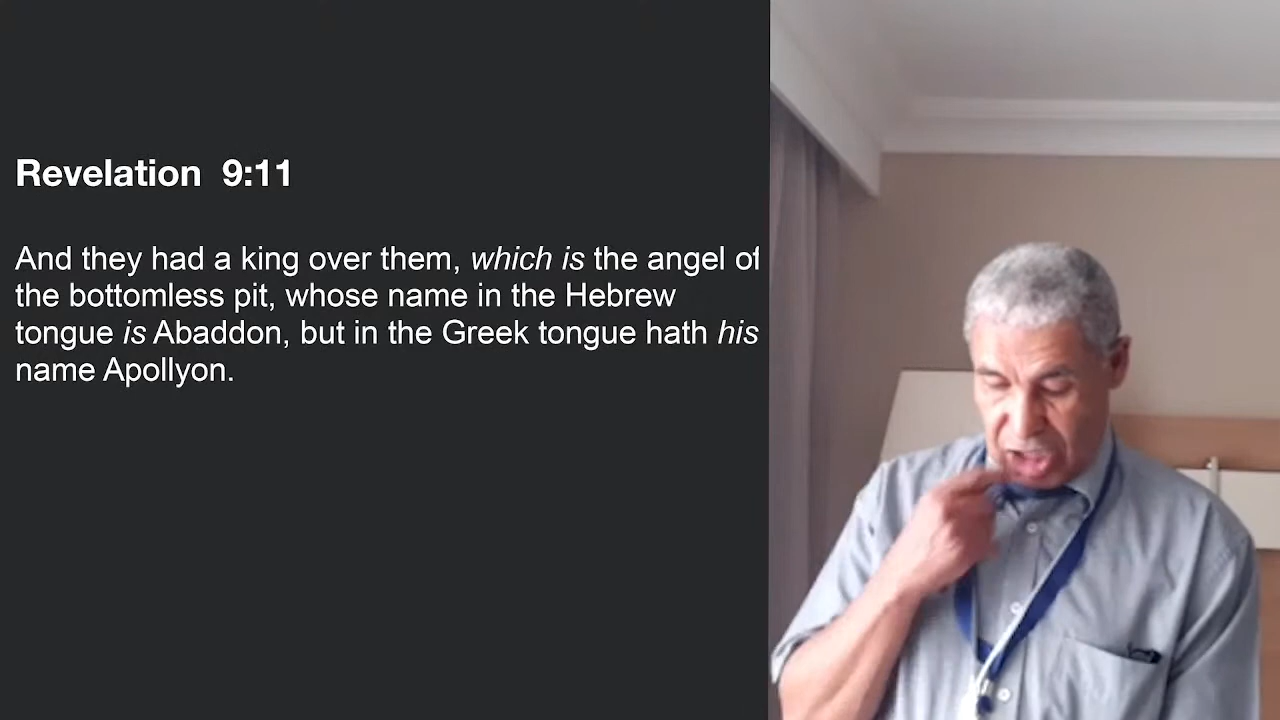 Revelation 9:11
And they had a king over them, which is the angel of
the bottomless pit, whose name in the Hebrew
tongue is Abaddon, but in the Greek tongue hath his
name Apollyon.